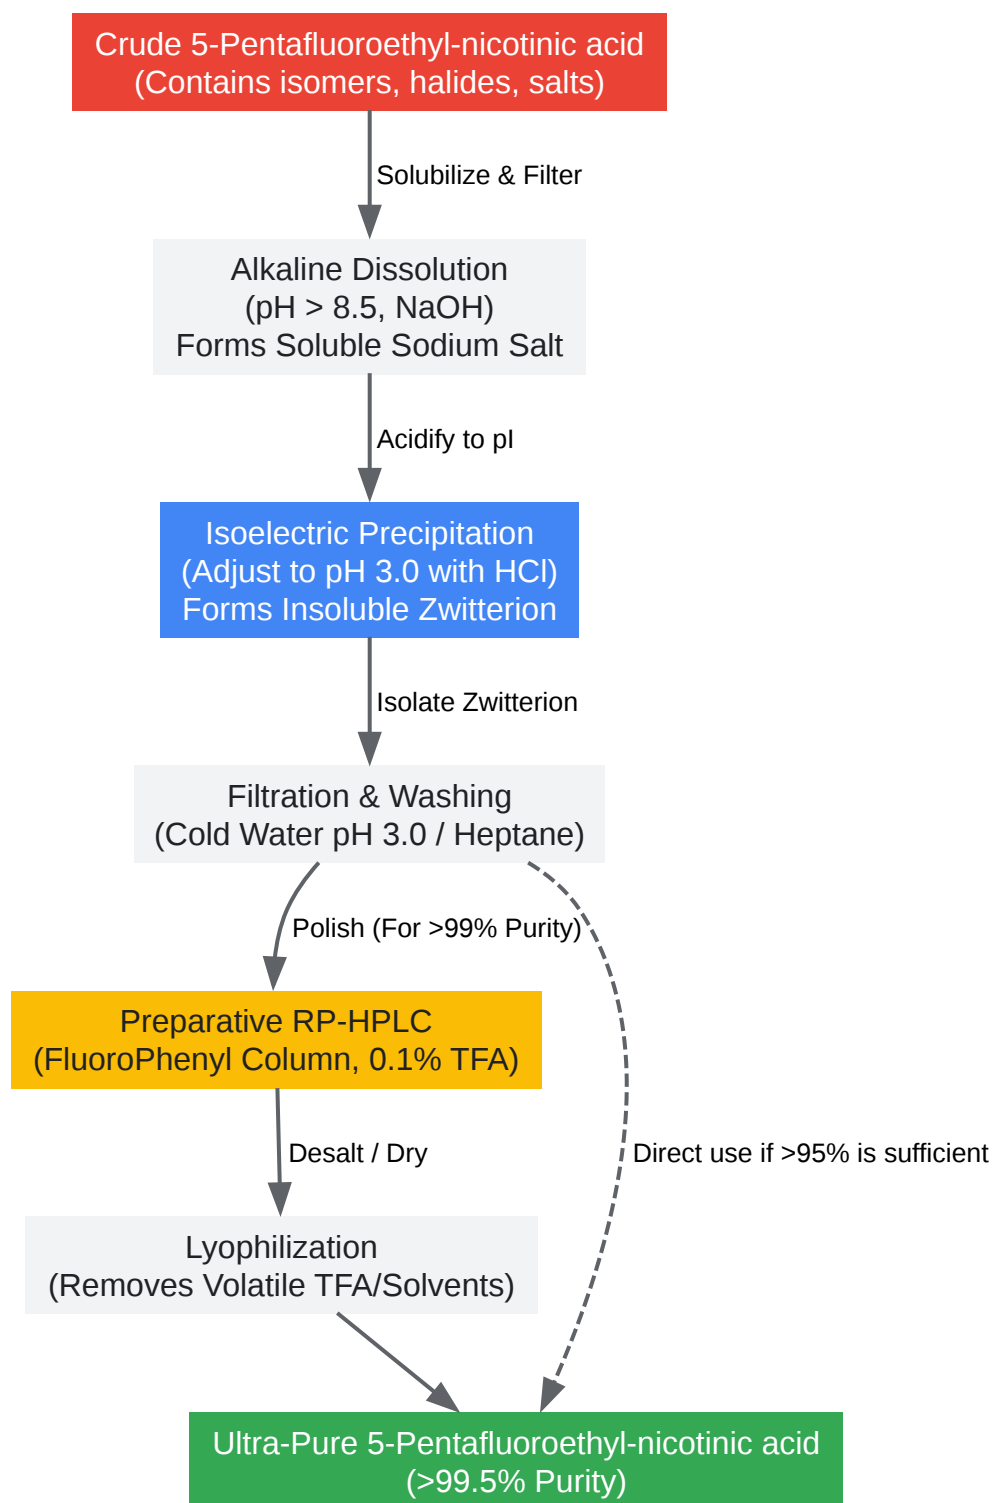 Crude 5-Pentafluoroethyl-nicotinic acid
(Contains isomers, halides, salts)
Solubilize & Filter
Alkaline Dissolution
(pH > 8.5, NaOH)
Forms Soluble Sodium Salt
Acidify to pI
Isoelectric Precipitation
(Adjust to pH 3.0 with HCl)
Forms Insoluble Zwitterion
Isolate Zwitterion
Filtration & Washing
(Cold Water pH 3.0 / Heptane)
Polish (For >99% Purity)
Preparative RP-HPLC
(FluoroPhenyl Column, 0.1% TFA)
Desalt / Dry
Direct use if >95% is sufficient
Lyophilization
(Removes Volatile TFA/Solvents)
Ultra-Pure 5-Pentafluoroethyl-nicotinic acid
(>99.5% Purity)